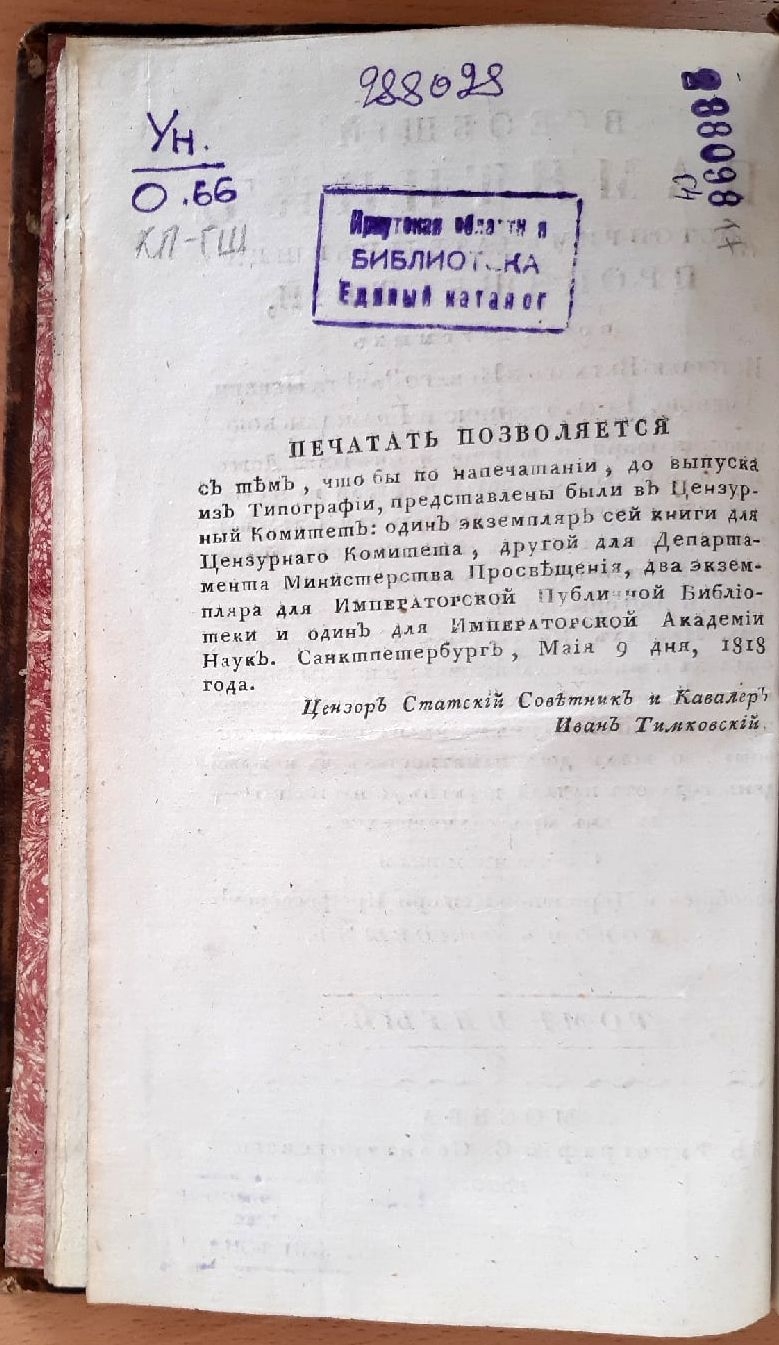 288028
Ун.
О.66
КЛ-ГШ
288098
Иркутская областная
БИБЛИОТЕКА
Единый каталог
ПЕЧАТАТЬ ПОЗВОЛЯЕТСЯ
съ тѣмъ, что бы по напечатаніи, до выпуска
изъ Типографіи, представлены были въ Цензур-
ный Комитетъ: одинъ экземпляръ сей книги для
Цензурнаго Комитета, другой для Департа-
мента Министерства Просвѣщенія, два экзем-
пляра для ИМПЕРАТОРСКОЙ Публичной Библіо-
теки и одинъ для ИМПЕРАТОРСКОЙ Академіи
Наукъ. Санктпетербургъ, Маія 9 дня, 1818
года.
Цензоръ Статскій Совѣтникъ и Кавалеръ
Иванъ Тимковскій.